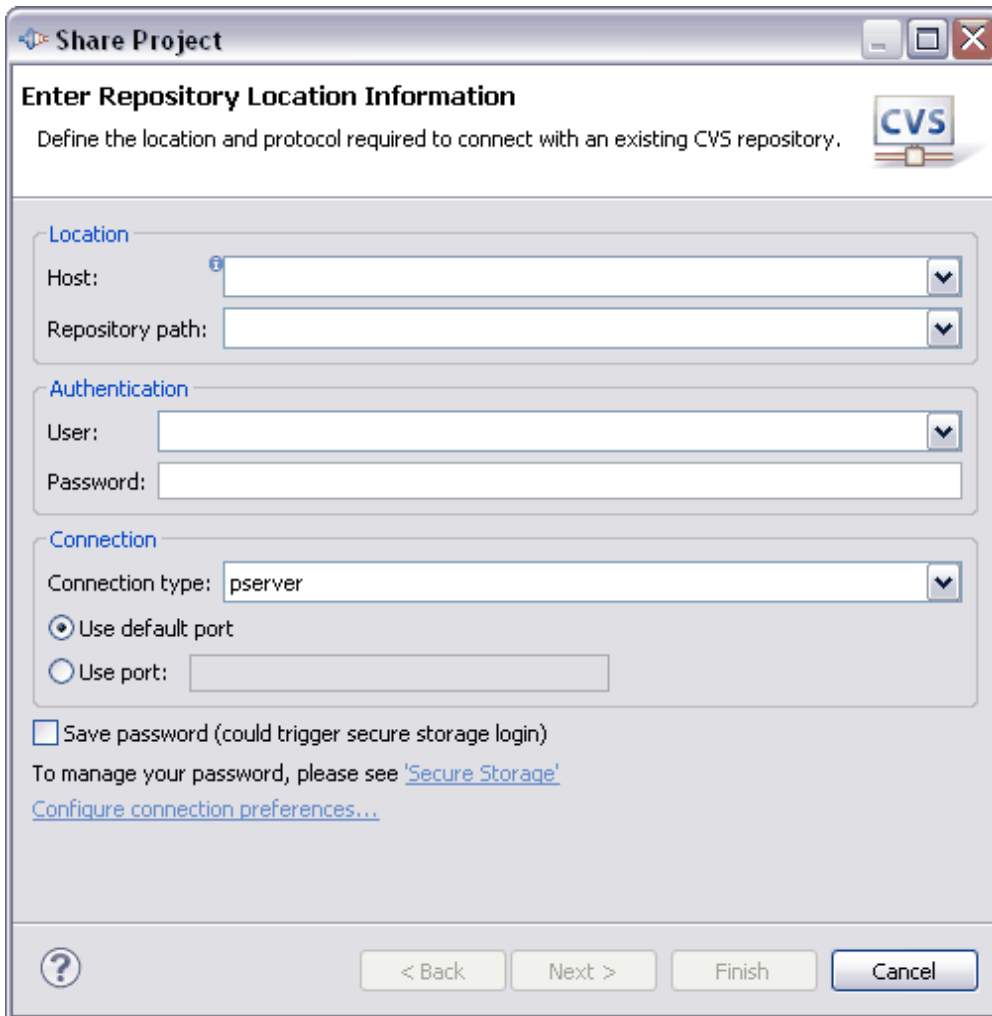 Share Project
Enter Repository Location Information
Define the location and protocol required to connect with an existing CVS repository.
CVS
Location
Host:
Repository path:
Authentication
User:
Password:
Connection
Connection type: pserver
Use default port
Use port:
Save password (could trigger secure storage login)
To manage your password, please see 'Secure Storage'
Configure connection preferences...
? < Back Next > Finish Cancel